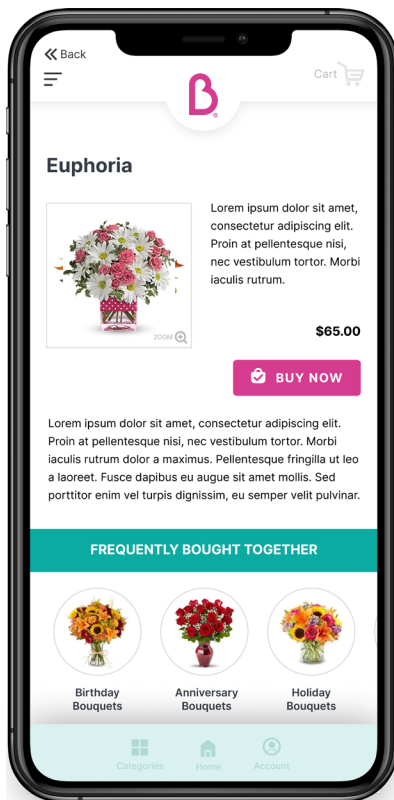 Back
Cart
B
Euphoria
Lorem ipsum dolor sit amet,
consectetur adipiscing elit.
Proin at pellentesque nisi,
nec vestibulum tortor. Morbi
iaculis rutrum.
ZOOM
$65.00
BUY NOW
Lorem ipsum dolor sit amet, consectetur adipiscing elit.
Proin at pellentesque nisi, nec vestibulum tortor. Morbi
iaculis rutrum dolor a maximus. Pellentesque fringilla ut leo
a laoreet. Fusce dapibus eu augue sit amet mollis. Sed
porttitor enim vel turpis dignissim, eu semper velit pulvinar.
FREQUENTLY BOUGHT TOGETHER
Birthday
Bouquets
Anniversary
Bouquets
Holiday
Bouquets
Categories
Home
Account